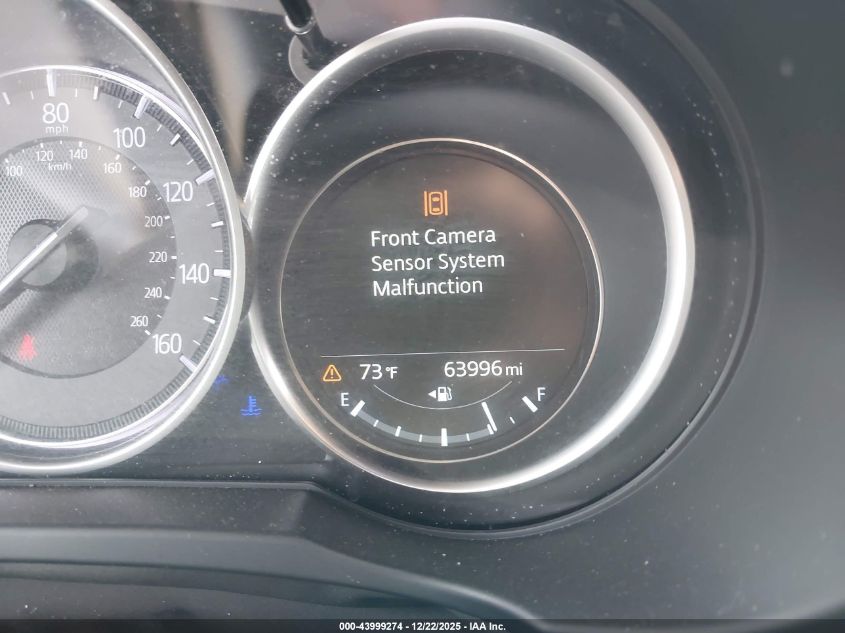 80
mph
100
100
120
140
km/h
160
120
180
200
220
140
240
260
160
Front Camera
Sensor System
Malfunction
73°F
63996 mi
E
F
000-43999274 | 12/22/2025 - IAA Inc.